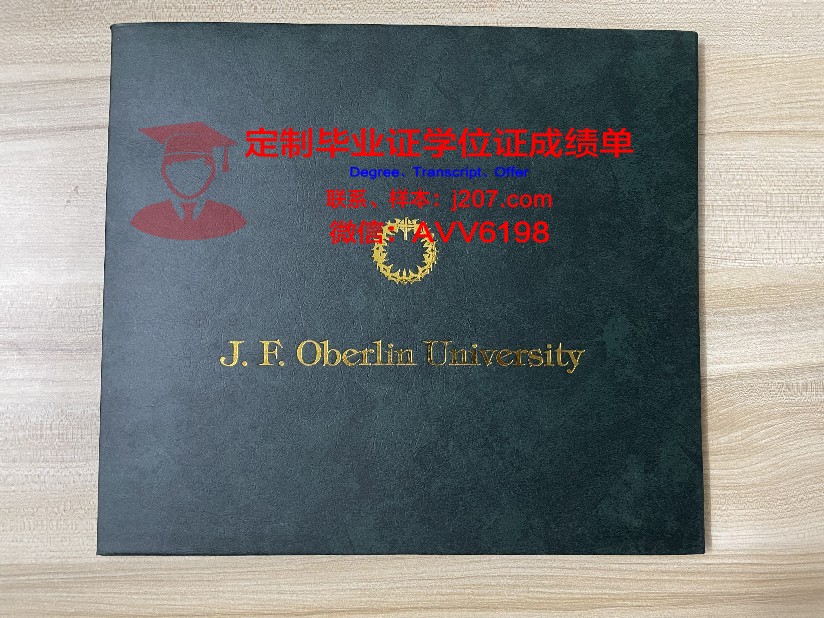 定制毕业证学位证成绩单
Degree、Transcript、Offer
联系、样本：j207.com
微信：AVV6198
J. F. Oberlin University